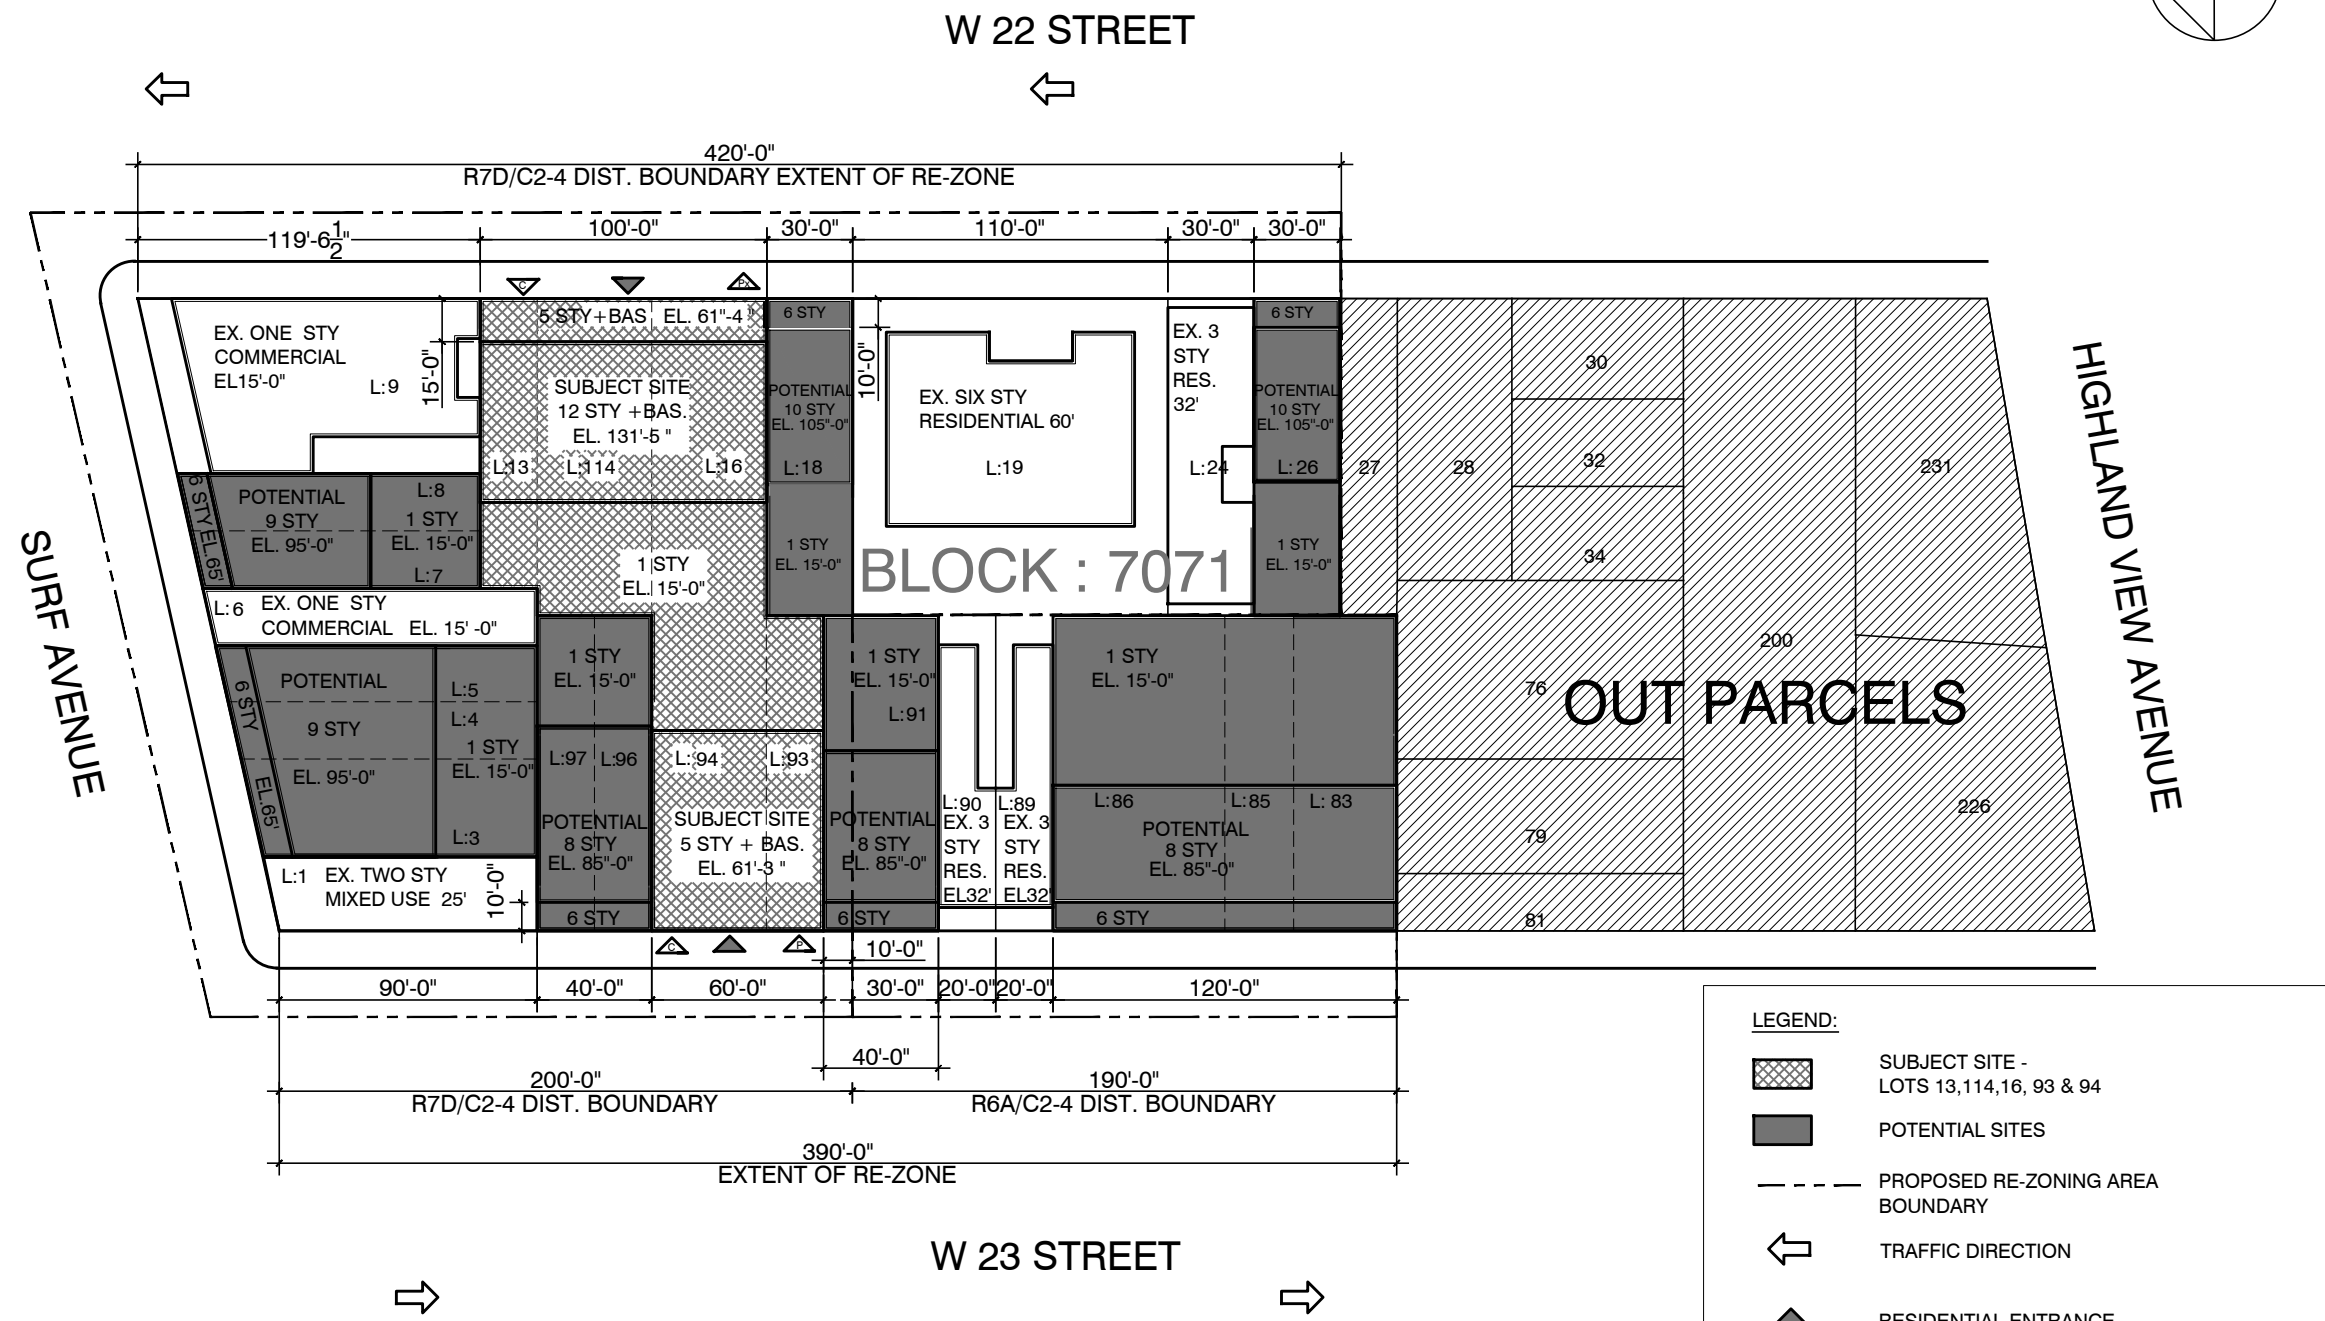 W 22 STREET
420'-0"
R7D/C2-4 DIST. BOUNDARY EXTENT OF RE-ZONE
119'-6 1/2"
100'-0"
30'-0"
110'-0"
30'-0"
30'-0"
C
PX
EX. ONE STY
COMMERCIAL
EL15'-0"
L:9
15'-0"
5 STY+BAS EL. 61"-4 "
SUBJECT SITE
12 STY +BAS.
EL. 131'-5 "
L:13
L:114
L:16
6 STY
POTENTIAL
10 STY
EL. 105"-0"
L:18
1 STY
EL. 15'-0"
10'-0"
EX. SIX STY
RESIDENTIAL 60'
L:19
EX. 3
STY
RES.
32'
L:24
6 STY
POTENTIAL
10 STY
EL. 105"-0"
L:26
1 STY
EL. 15'-0"
27
28
30
32
34
231
200
76
79
81
226
OUT PARCELS
HIGHLAND VIEW AVENUE
SURF AVENUE
BLOCK : 7071
6 STY EL.65'
POTENTIAL
9 STY
EL. 95'-0"
L:8
1 STY
EL. 15'-0"
L:7
1 STY
EL. 15'-0"
L:6 EX. ONE STY
COMMERCIAL EL. 15' -0"
6 STY
EL.65'
POTENTIAL
9 STY
EL. 95'-0"
L:5
L:4
1 STY
EL. 15'-0"
L:3
L:1 EX. TWO STY
MIXED USE 25'
10'-0"
1 STY
EL. 15'-0"
L:97
L:96
POTENTIAL
8 STY
EL. 85"-0"
6 STY
L:94
L:93
SUBJECT SITE
5 STY + BAS.
EL. 61'-3 "
1 STY
EL. 15'-0"
L:91
POTENTIAL
8 STY
EL. 85"-0"
6 STY
L:90
EX. 3
STY
RES.
EL32'
L:89
EX. 3
STY
RES.
EL32'
1 STY
EL. 15'-0"
L:86
L:85
L: 83
POTENTIAL
8 STY
EL. 85"-0"
6 STY
C
P
10'-0"
90'-0"
40'-0"
60'-0"
30'-0"
20'-0"
20'-0"
120'-0"
40'-0"
200'-0"
R7D/C2-4 DIST. BOUNDARY
190'-0"
R6A/C2-4 DIST. BOUNDARY
390'-0"
EXTENT OF RE-ZONE
W 23 STREET
LEGEND:
SUBJECT SITE -
LOTS 13,114,16, 93 & 94
POTENTIAL SITES
PROPOSED RE-ZONING AREA
BOUNDARY
TRAFFIC DIRECTION
RESIDENTIAL ENTRANCE